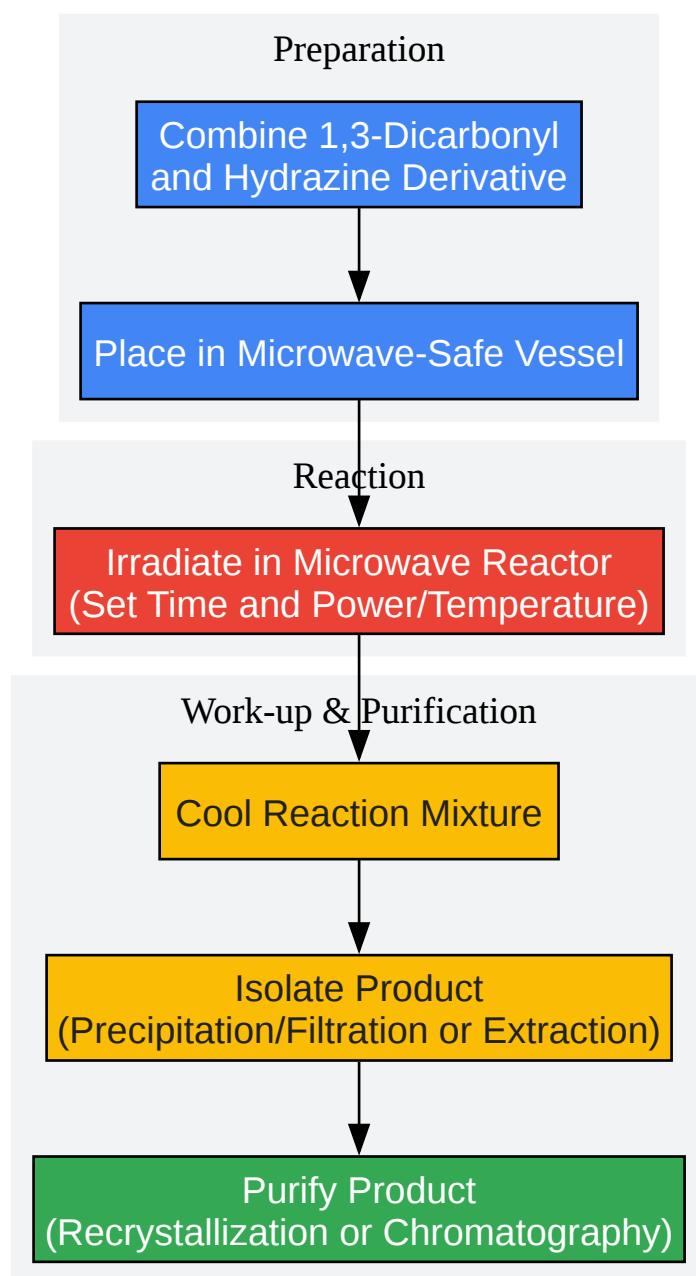 Preparation
Combine 1,3-Dicarbonyl
and Hydrazine Derivative
Place in Microwave-Safe Vessel
Reaction
Irradiate in Microwave Reactor
(Set Time and Power/Temperature)
Work-up & Purification
Cool Reaction Mixture
Isolate Product
(Precipitation/Filtration or Extraction)
Purify Product
(Recrystallization or Chromatography)